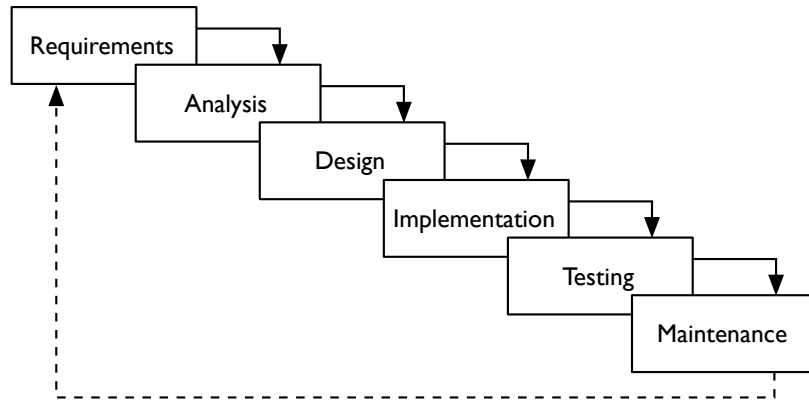 Requirements
Analysis
Design
Implementation
Testing
Maintenance